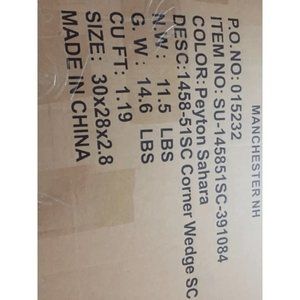 MANCHESTER NH
P.O.NO: 015232
ITEM NO: SU-145851SC-391084
COLOR: Peyton Sahara
DESC:1458-51SC Corner Wedge SC
N.W: 11.5 LBS
G. W: 14.6 LBS
CU FT: 1.19
SIZE: 30x28x2.8
MADE IN CHINA